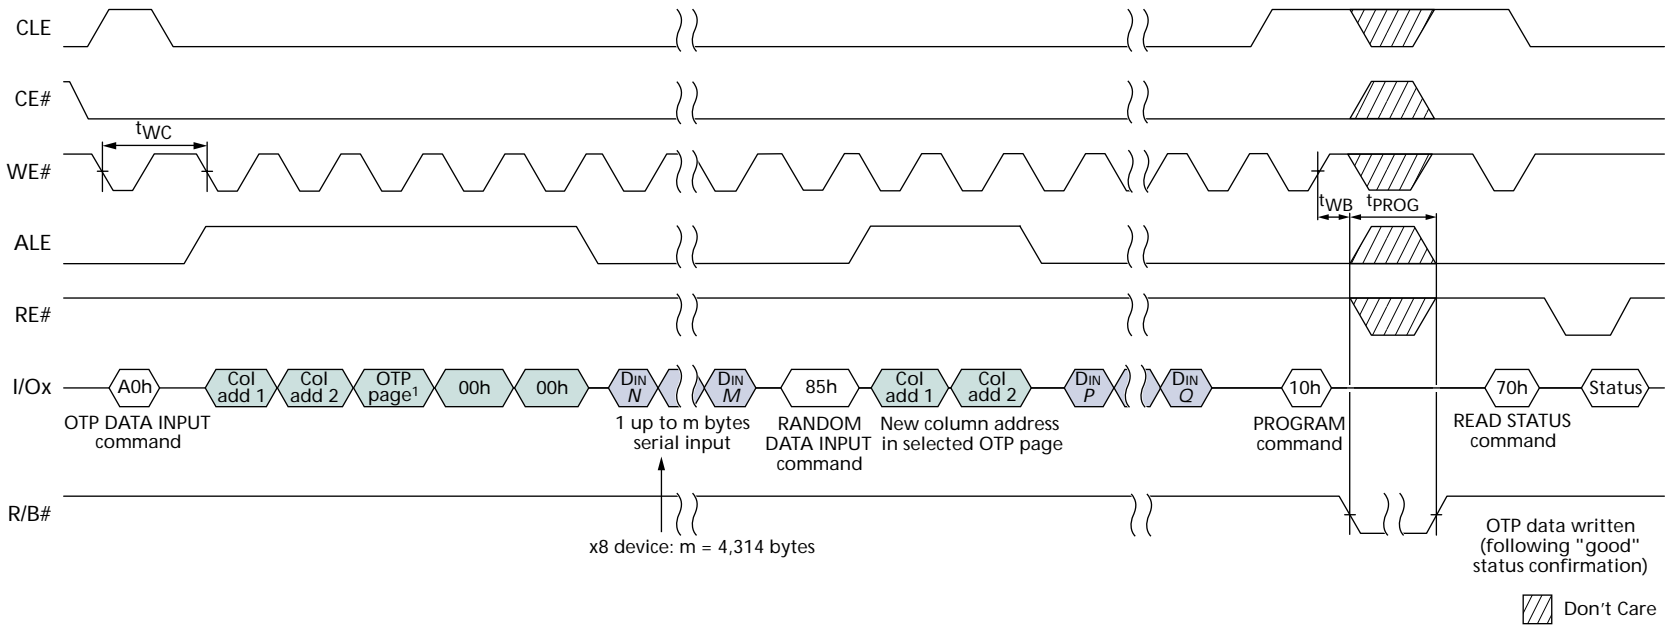 CLE
CE#
tWC
WE#
tWB tPROG
ALE
RE#
I/Ox
A0h
Col add 1
Col add 2
OTP page1
00h
00h
DIN N
DIN M
85h
Col add 1
Col add 2
DIN P
DIN Q
10h
70h
Status
OTP DATA INPUT
command
1 up to m bytes
serial input
RANDOM
DATA INPUT
command
New column address
in selected OTP page
PROGRAM
command
READ STATUS
command
R/B#
x8 device: m = 4,314 bytes
OTP data written
(following "good"
status confirmation)
Don't Care